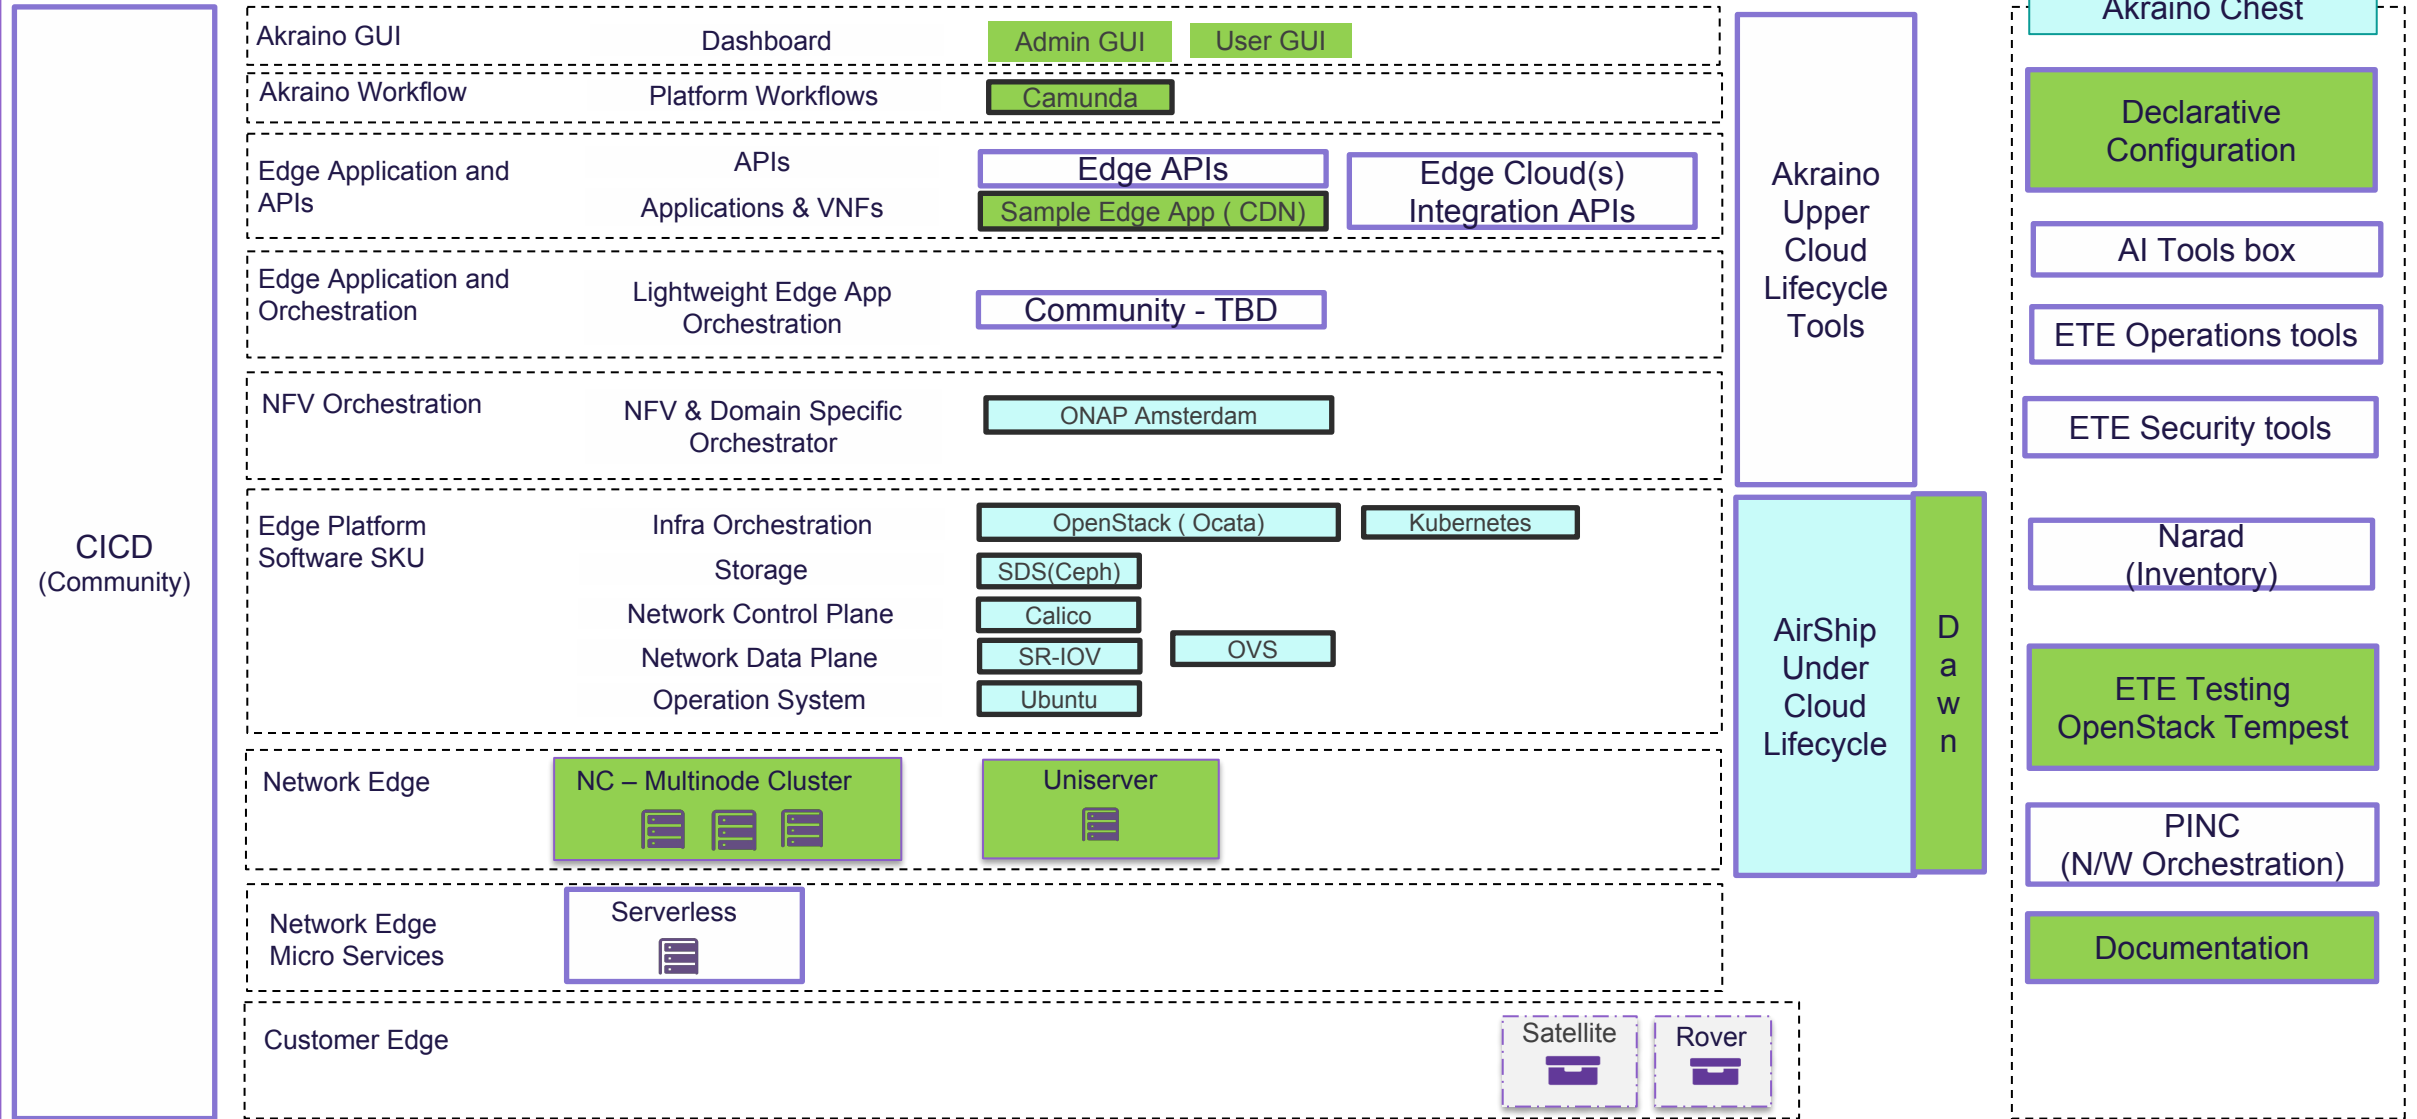 CICD
(Community)
Akraino GUI
Dashboard
Admin GUI
User GUI
Akraino Workflow
Platform Workflows
Camunda
Edge Application and
APIs
APIs
Edge APIs
Edge Cloud(s)
Integration APIs
Applications & VNFs
Sample Edge App ( CDN)
Edge Application and
Orchestration
Lightweight Edge App
Orchestration
Community - TBD
NFV Orchestration
NFV & Domain Specific
Orchestrator
ONAP Amsterdam
Edge Platform
Software SKU
Infra Orchestration
OpenStack ( Ocata)
Kubernetes
Storage
SDS(Ceph)
Network Control Plane
Calico
Network Data Plane
SR-IOV
OVS
Operation System
Ubuntu
Network Edge
NC – Multinode Cluster
Uniserver
Network Edge
Micro Services
Serverless
Customer Edge
Satellite
Rover
Akraino
Upper
Cloud
Lifecycle
Tools
AirShip
Under
Cloud
Lifecycle
D
a
w
n
Akraino Chest
Declarative
Configuration
AI Tools box
ETE Operations tools
ETE Security tools
Narad
(Inventory)
ETE Testing
OpenStack Tempest
PINC
(N/W Orchestration)
Documentation